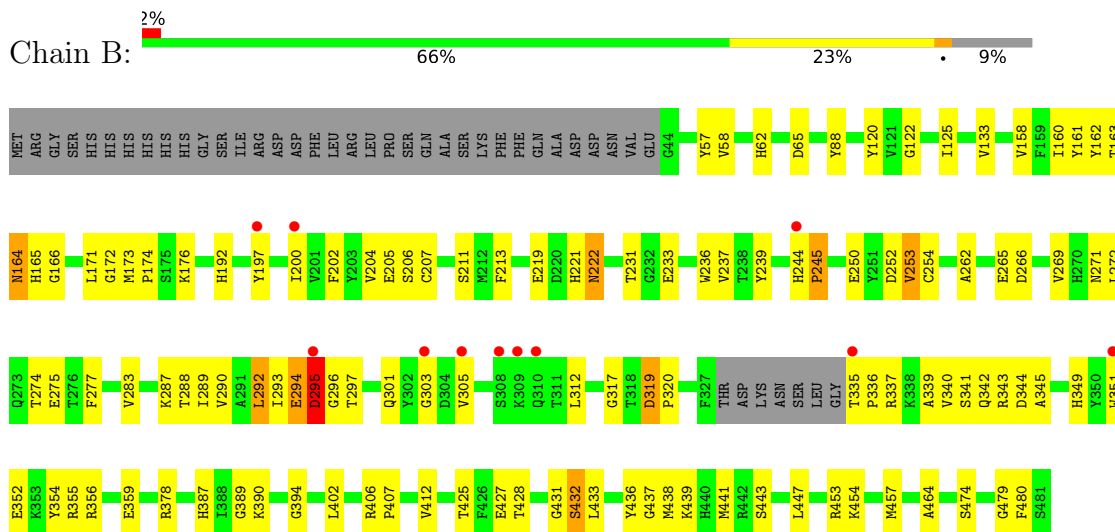 2%
Chain B:
66% 23% • 9%
MET ARG GLY SER HIS HIS HIS HIS HIS HIS GLY SER ILE ARG ASP ASP PHE LEU ARG LEU PRO SER GLN ALA SER LYS PHE PHE GLN ALA ASP ASP ASN VAL GLU G44 Y57 V58 H62 D65 Y88 Y120 V121 G122 I125 V133 V158 F159 I160 Y161 Y162
N164 H165 G166 L171 G172 M173 P174 S175 K176 H192 Y197 I200 V201 F202 Y203 V204 E205 S206 C207 S211 M212 F213 E219 D220 H221 N222 T231 G232 E233 W236 V237 T238 Y239 H244 P245 E250 Y251 D252 V253 C254 A262 E265 D266 V269 H270 N271
Q273 T274 E275 T276 F277 V283 K287 T288 I289 V290 A291 L292 I293 E294 D295 G296 T297 Q301 Y302 G303 D304 V305 S308 K309 Q310 T311 L312 G317 T318 D319 P320 F327 THR ASP LYS ASN SER LEU GLY T335 P336 R337 K338 A339 V340 S341 Q342 R343 D344 A345 H349 Y350 W351
E352 K353 Y354 R355 R356 E359 R378 H387 I388 G389 K390 G394 L402 R406 P407 V412 T425 F426 E427 T428 G431 S432 L433 Y436 G437 M438 K439 H440 M441 R442 S443 L447 R453 K454 M457 A464 S474 G479 F480 S481